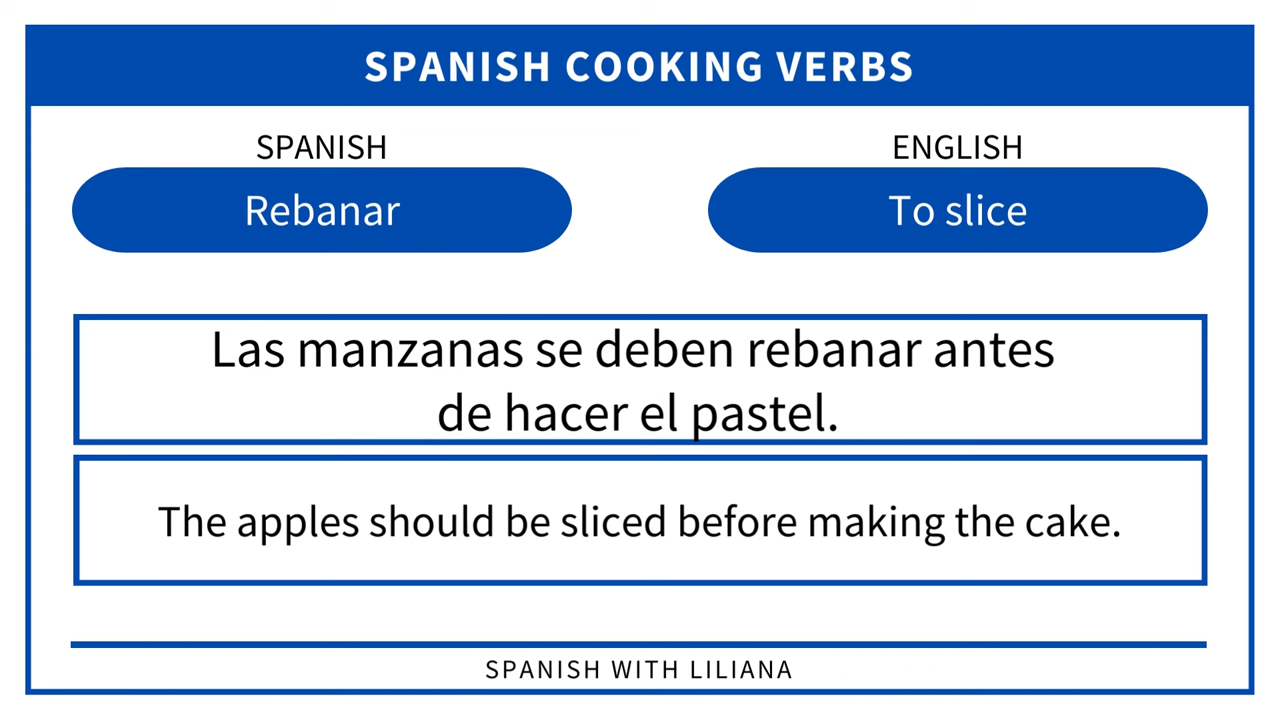 SPANISH COOKING VERBS
SPANISH
ENGLISH
Rebanar
To slice
Las manzanas se deben rebanar antes
de hacer el pastel.
The apples should be sliced before making the cake.
SPANISH WITH LILIANA